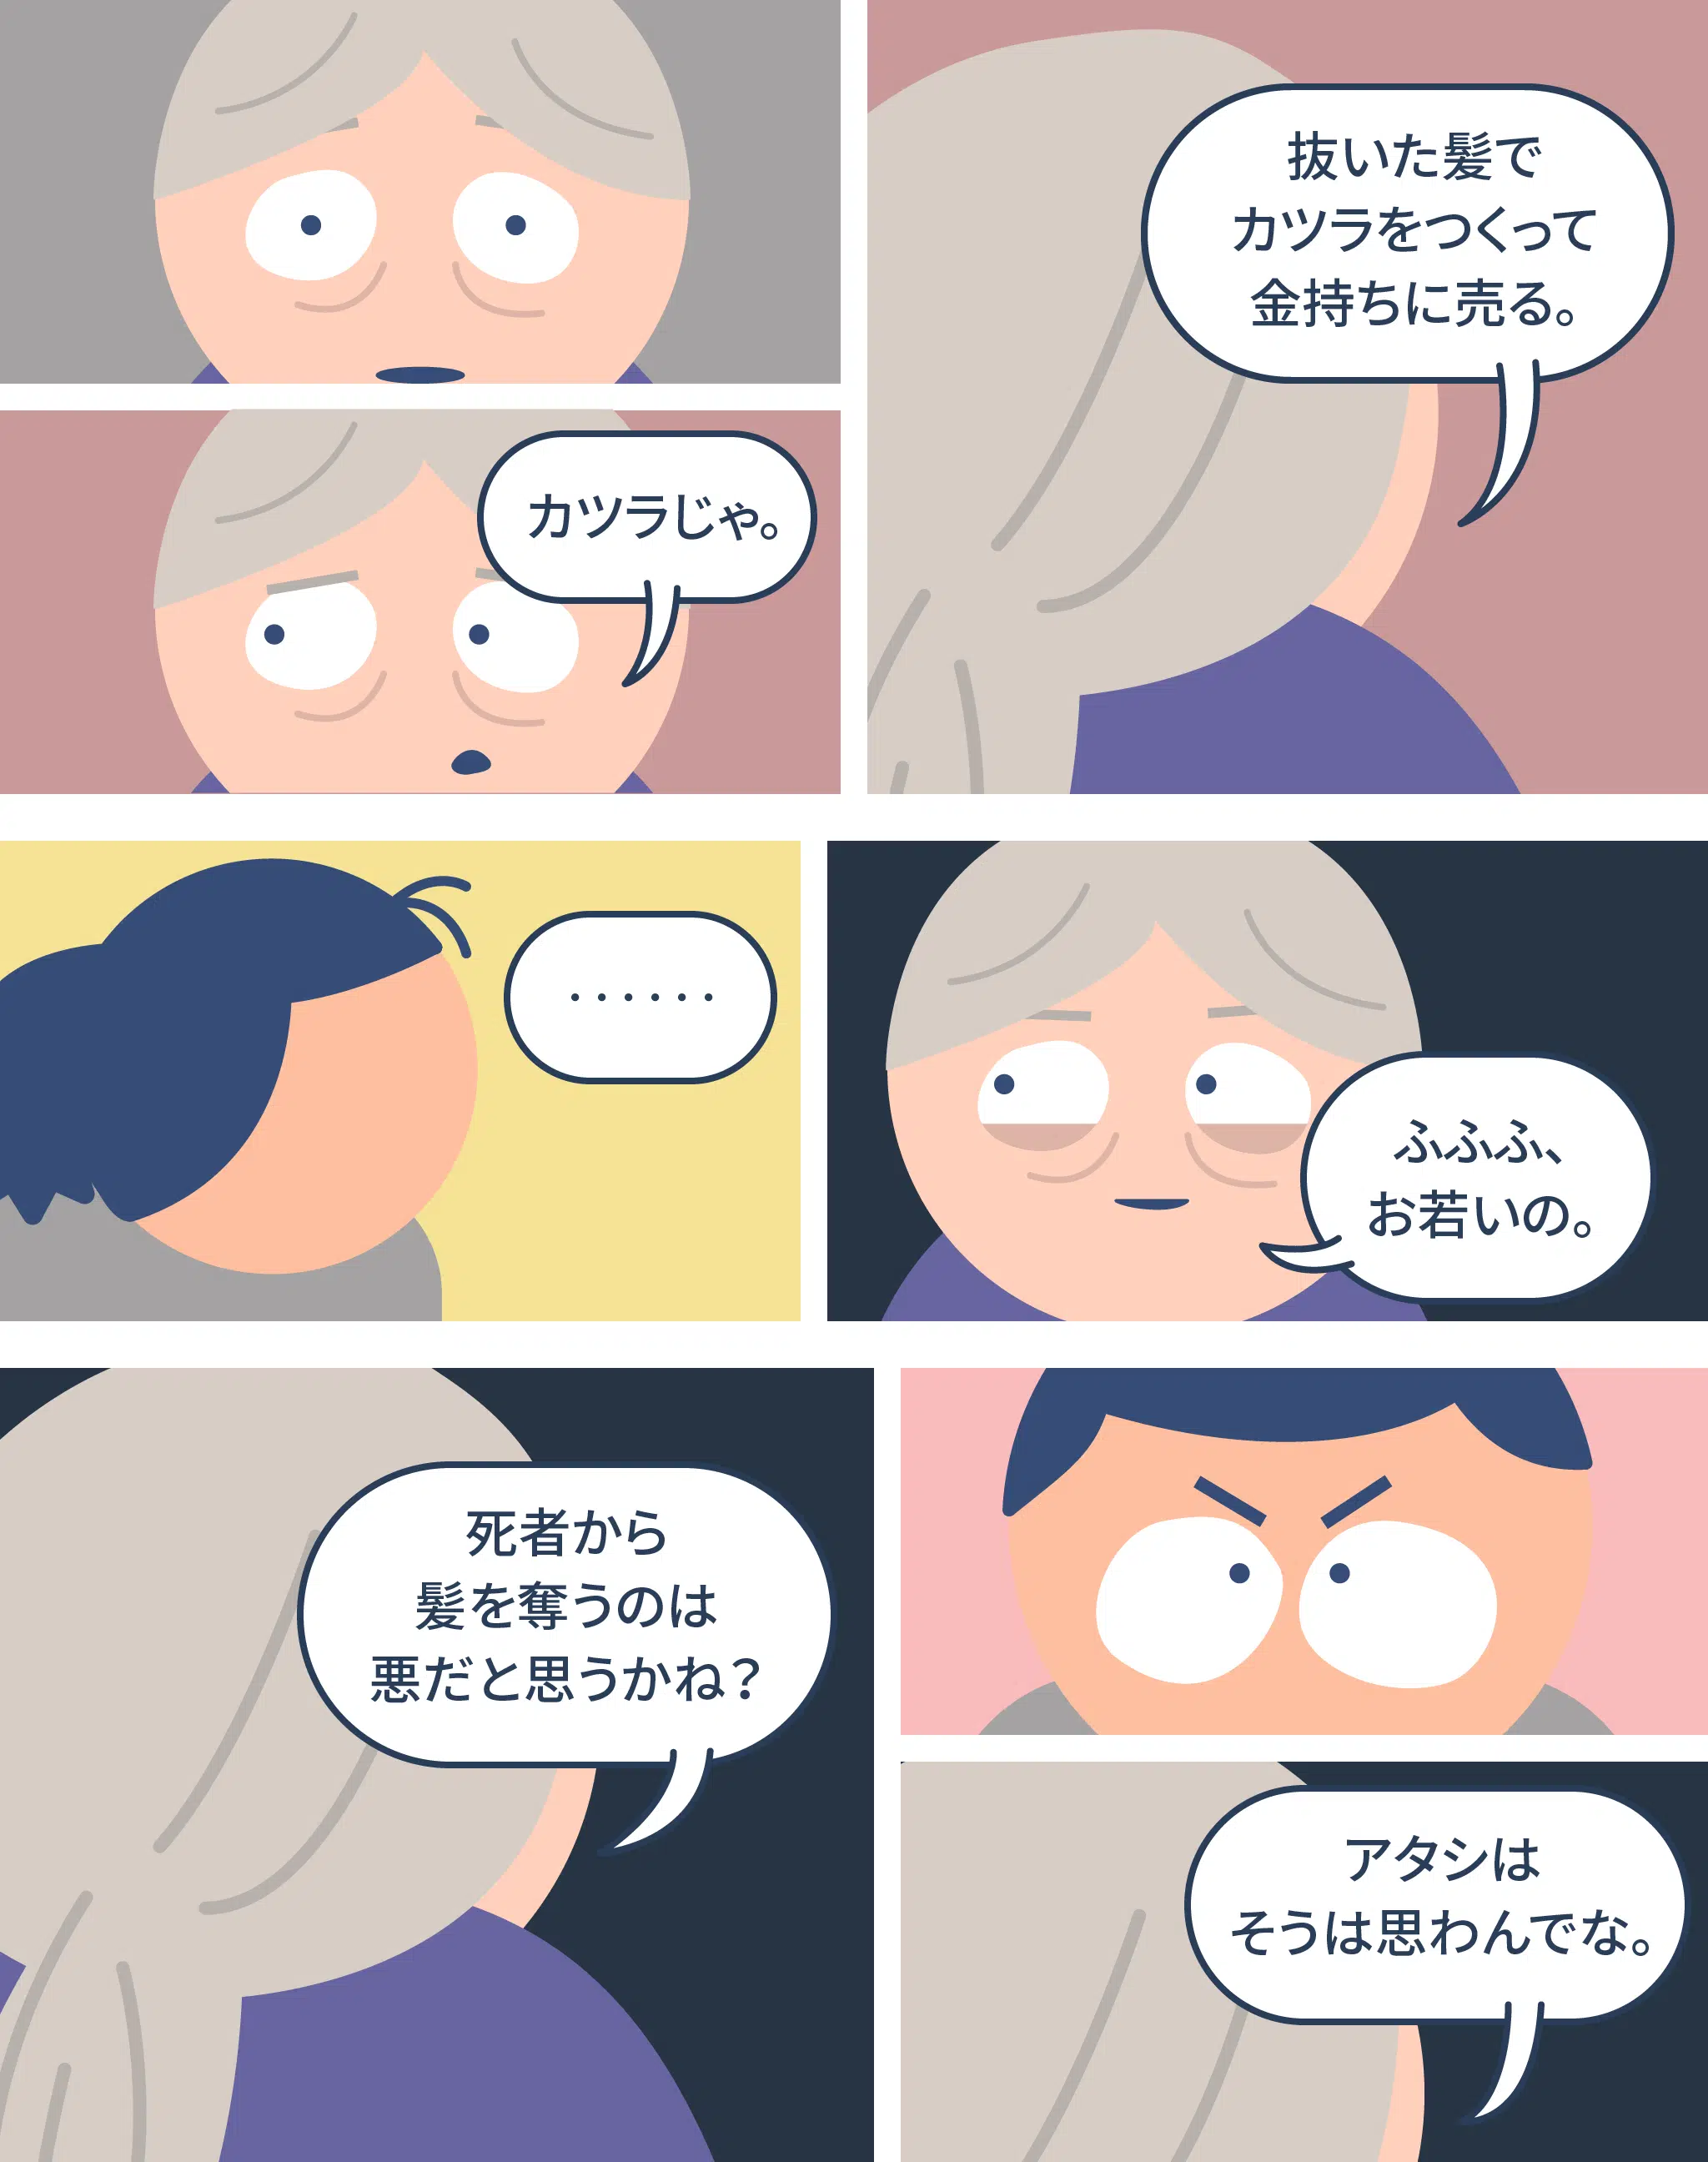 カツラじゃ。
抜いた髪で
カツラをつくって
金持ちに売る。
・・・・・・
ふふふ、
お若いの。
死者から
髪を奪うのは
悪だと思うかね？
アタシは
そうは思わんでな。